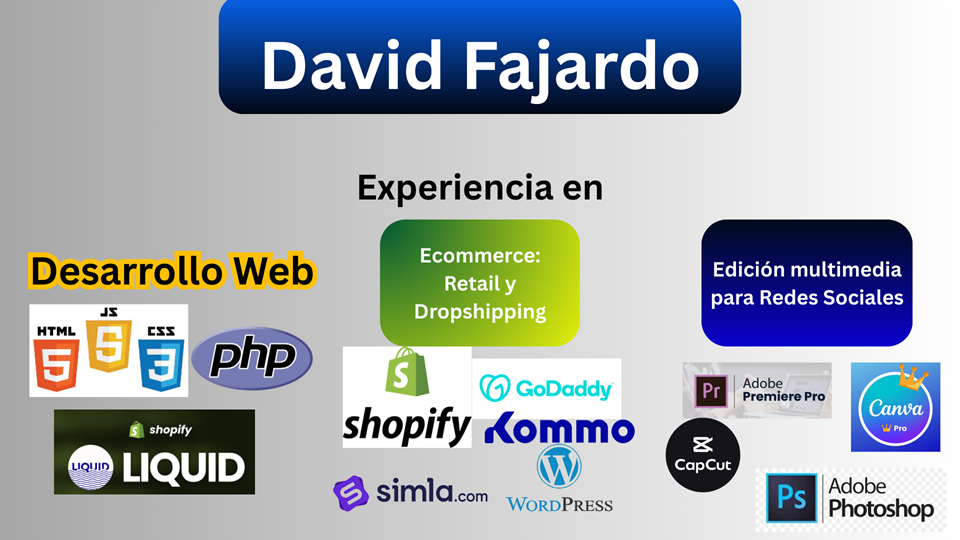 David Fajardo
Experiencia en
Desarrollo Web
HTML
5
JS
5
CSS
3
php
shopify
LIQUID
LIQUID
Ecommerce:
Retail y
Dropshipping
S
shopify
GoDaddy
Kommo
simla.com
W
WORDPRESS
Edición multimedia
para Redes Sociales
Pr
Adobe
Premiere Pro
CapCut
Canva
Pro
Ps
Adobe
Photoshop